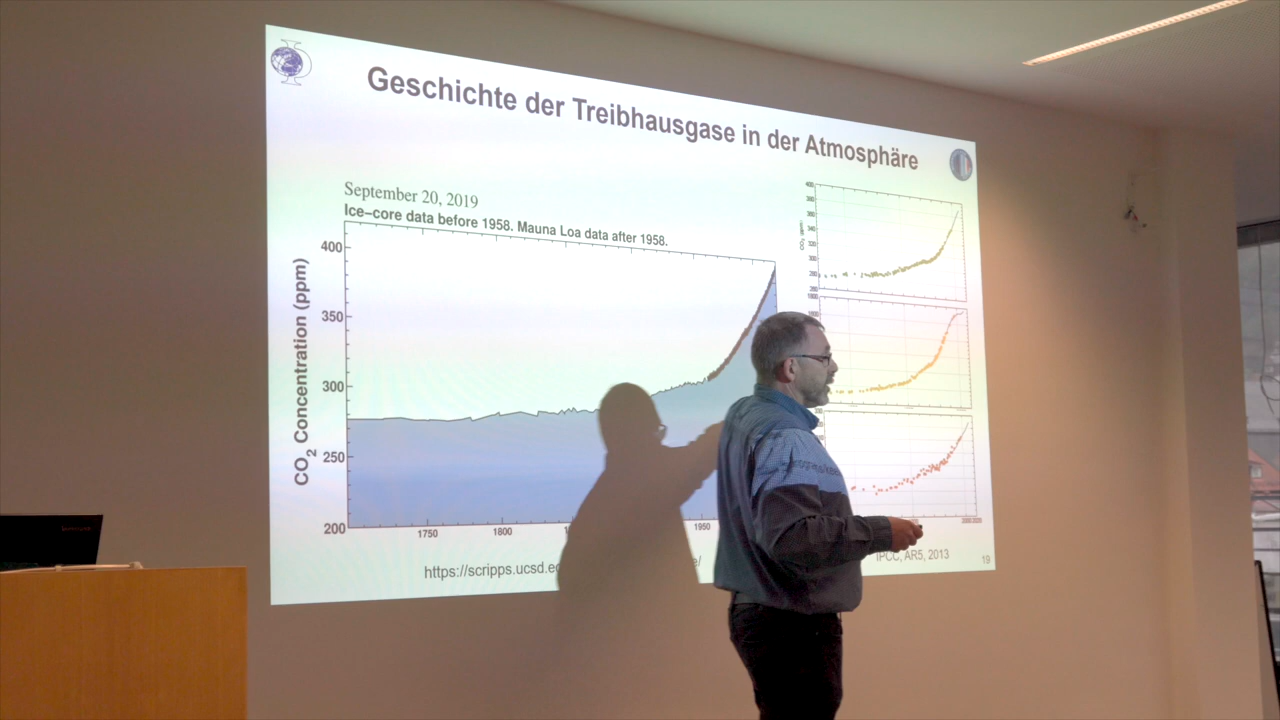 Geschichte der Treibhausgase in der Atmosphäre
September 20, 2019
Ice-core data before 1958. Mauna Loa data after 1958.
CO2 Concentration (ppm)
400
350
300
250
200
1750
1800
1950
https://scripps.ucsd.e
e/
IPCC, AR5, 2013
19